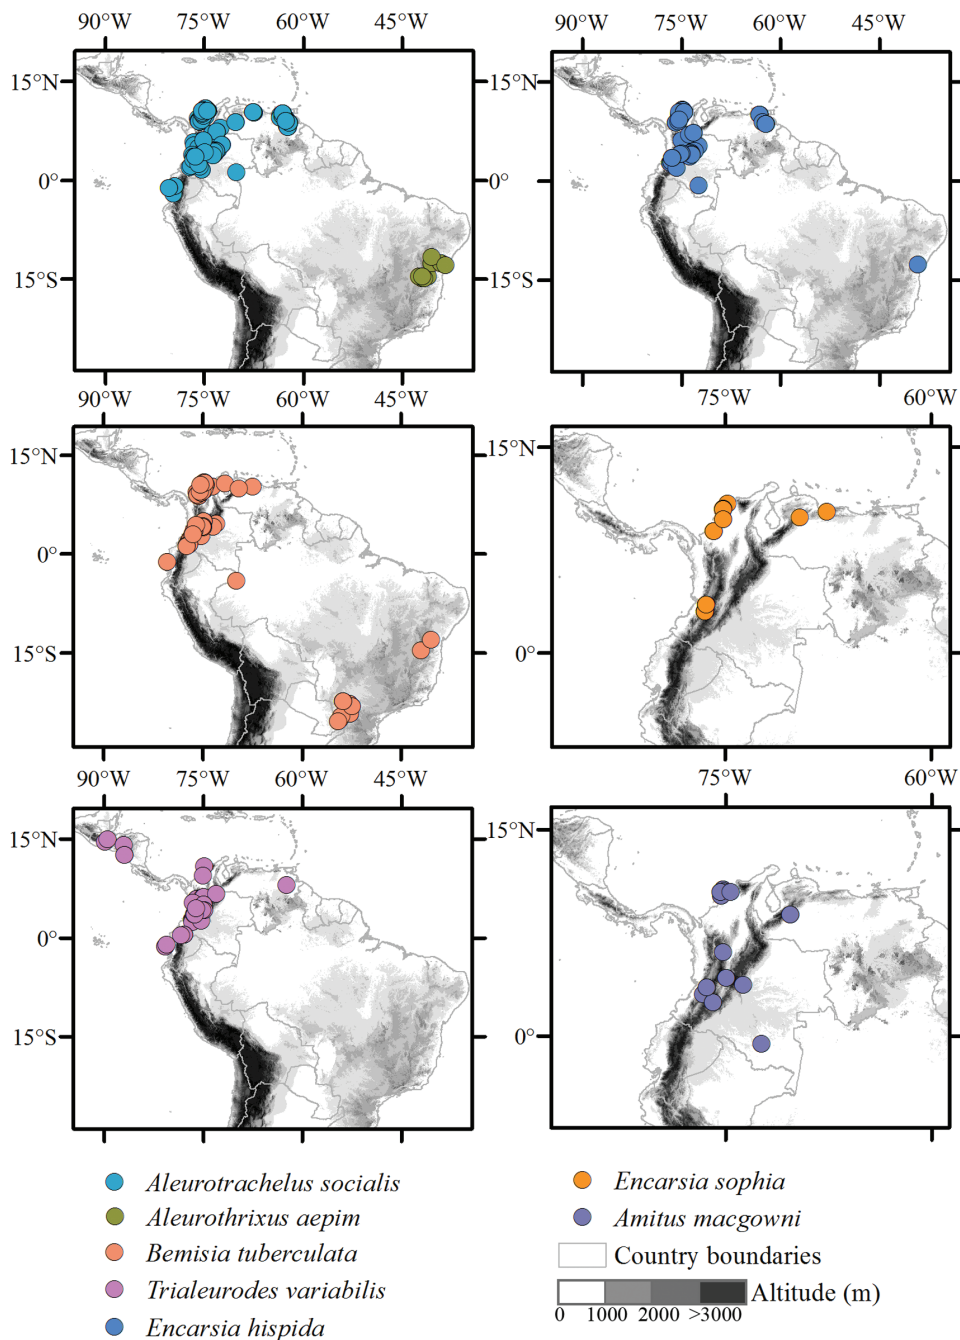 90°W 75°W 60°W 45°W
90°W 75°W 60°W 45°W
15°N
15°N
0°
0°
15°S
15°S
90°W 75°W 60°W 45°W
75°W 60°W
15°N
15°N
0°
0°
15°S
90°W 75°W 60°W 45°W
75°W 60°W
15°N
15°N
0°
0°
15°S
Aleurotrachelus socialis
Aleurothrixus aepim
Bemisia tuberculata
Trialeurodes variabilis
Encarsia hispida
Encarsia sophia
Amitus macgowni
Country boundaries
Altitude (m)
0 1000 2000 >3000